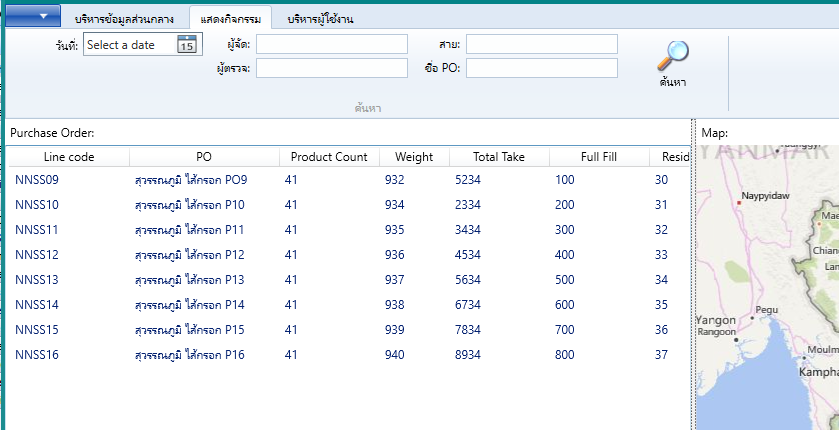 บริหารข้อมูลส่วนกลาง แสดงกิจกรรม บริหารผู้ใช้งาน
วันที่: Select a date 15 ผู้จัด: สาย:
ผู้ตรวจ: ชื่อ PO: ค้นหา
ค้นหา
Purchase Order: Map:
Line code PO Product Count Weight Total Take Full Fill Resid
NNSS09 สุวรรณภูมิ ไส้กรอก PO9 41 932 5234 100 30
NNSS10 สุวรรณภูมิ ไส้กรอก P10 41 934 2334 200 31
NNSS11 สุวรรณภูมิ ไส้กรอก P11 41 935 3434 300 32
NNSS12 สุวรรณภูมิ ไส้กรอก P12 41 936 4534 400 33
NNSS13 สุวรรณภูมิ ไส้กรอก P13 41 937 5634 500 34
NNSS14 สุวรรณภูมิ ไส้กรอก P14 41 938 6734 600 35
NNSS15 สุวรรณภูมิ ไส้กรอก P15 41 939 7834 700 36
NNSS16 สุวรรณภูมิ ไส้กรอก P16 41 940 8934 800 37
YANMAR
Naypyidaw
Mae
Chiang
Lam
Pegu
Yangon
Rangoon
Moulm
Kampha